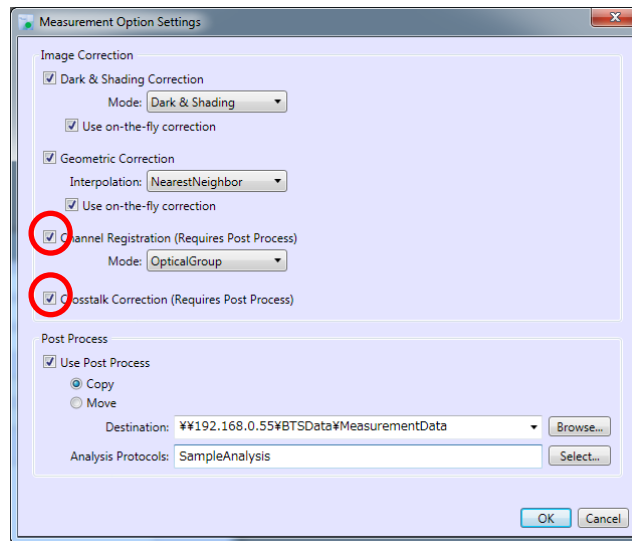 Measurement Option Settings
Image Correction
Dark & Shading Correction
Mode: Dark & Shading
Use on-the-fly correction
Geometric Correction
Interpolation: NearestNeighbor
Use on-the-fly correction
Channel Registration (Requires Post Process)
Mode: OpticalGroup
Crosstalk Correction (Requires Post Process)
Post Process
Use Post Process
Copy
Move
Destination: ¥¥192.168.0.55¥BTSData¥MeasurementData Browse...
Analysis Protocols: SampleAnalysis Select...
OK Cancel